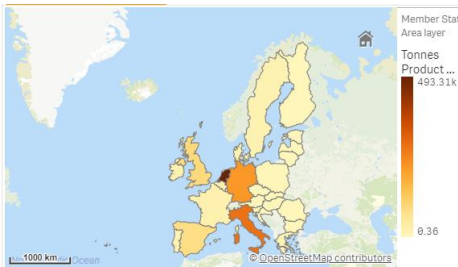 Member Stat
Area layer
Tonnes
Product ...
493.31k
0.36
1000 km
Ocean
© OpenStreetMap contributors